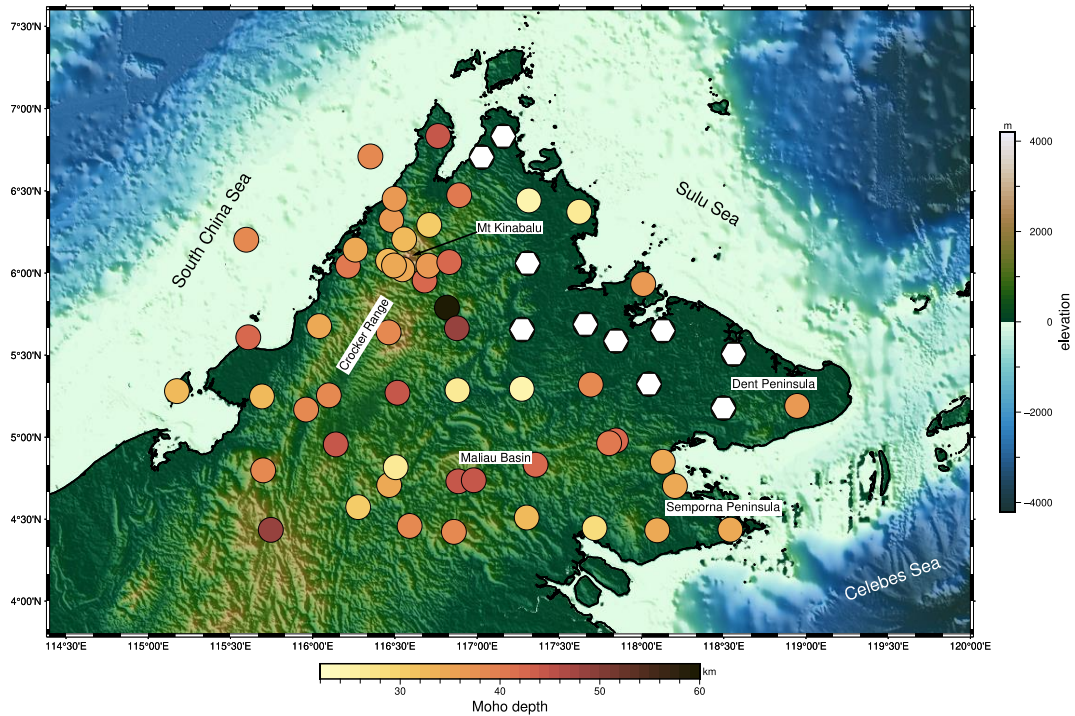 7°30'N
7°00'N
6°30'N
6°00'N
5°30'N
5°00'N
4°30'N
4°00'N
South China Sea
Sulu Sea
Mt Kinabalu
Crocker Range
Dent Peninsula
Maliau Basin
Semporna Peninsula
Celebes Sea
114°30'E 115°00'E 115°30'E 116°00'E 116°30'E 117°00'E 117°30'E 118°00'E 118°30'E 119°00'E 119°30'E 120°00'E
m
4000
2000
0
−2000
−4000
elevation
km
30 40 50 60
Moho depth